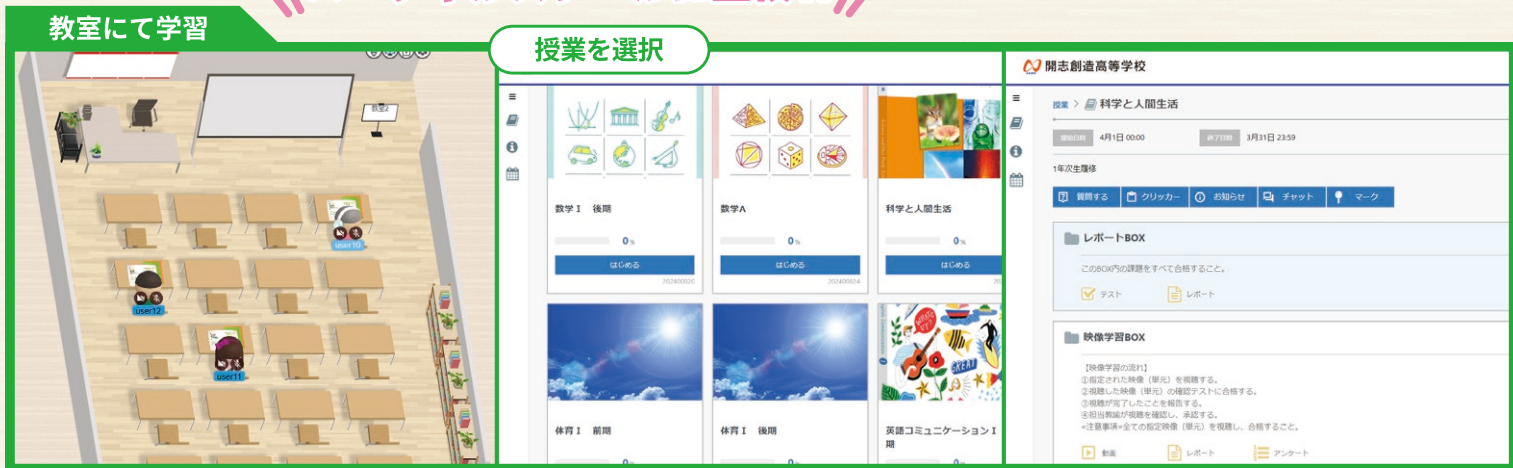 教室にて学習
授業を選択
教室2
user10
user12
user11
数学Ⅰ 後期
0%
はじめる
202400020
数学A
0%
はじめる
202400024
科学と人間生活
0%
はじめる
体育Ⅰ 前期
体育Ⅰ 後期
英語コミュニケーションⅠ
期
GREAT
開志創造高等学校
授業 > 科学と人間生活
開始日時 4月1日 00:00 終了日時 3月31日 23:59
1年次生履修
質問する クリッカー お知らせ チャット マーク
レポートBOX
このBOX内の課題をすべて合格すること。
テスト レポート
映像学習BOX
【映像学習の流れ】
①指定された映像（単元）を視聴する。
②視聴した映像（単元）の確認テストに合格する。
③視聴が完了したことを報告する。
④担当教諭が視聴を確認し、承認する。
*注意事項*全ての指定映像（単元）を視聴し、合格すること。
動画 レポート アンケート